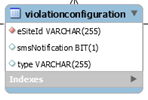 violationconfiguration
eSiteId VARCHAR(255)
smsNotification BIT(1)
type VARCHAR(255)
Indexes